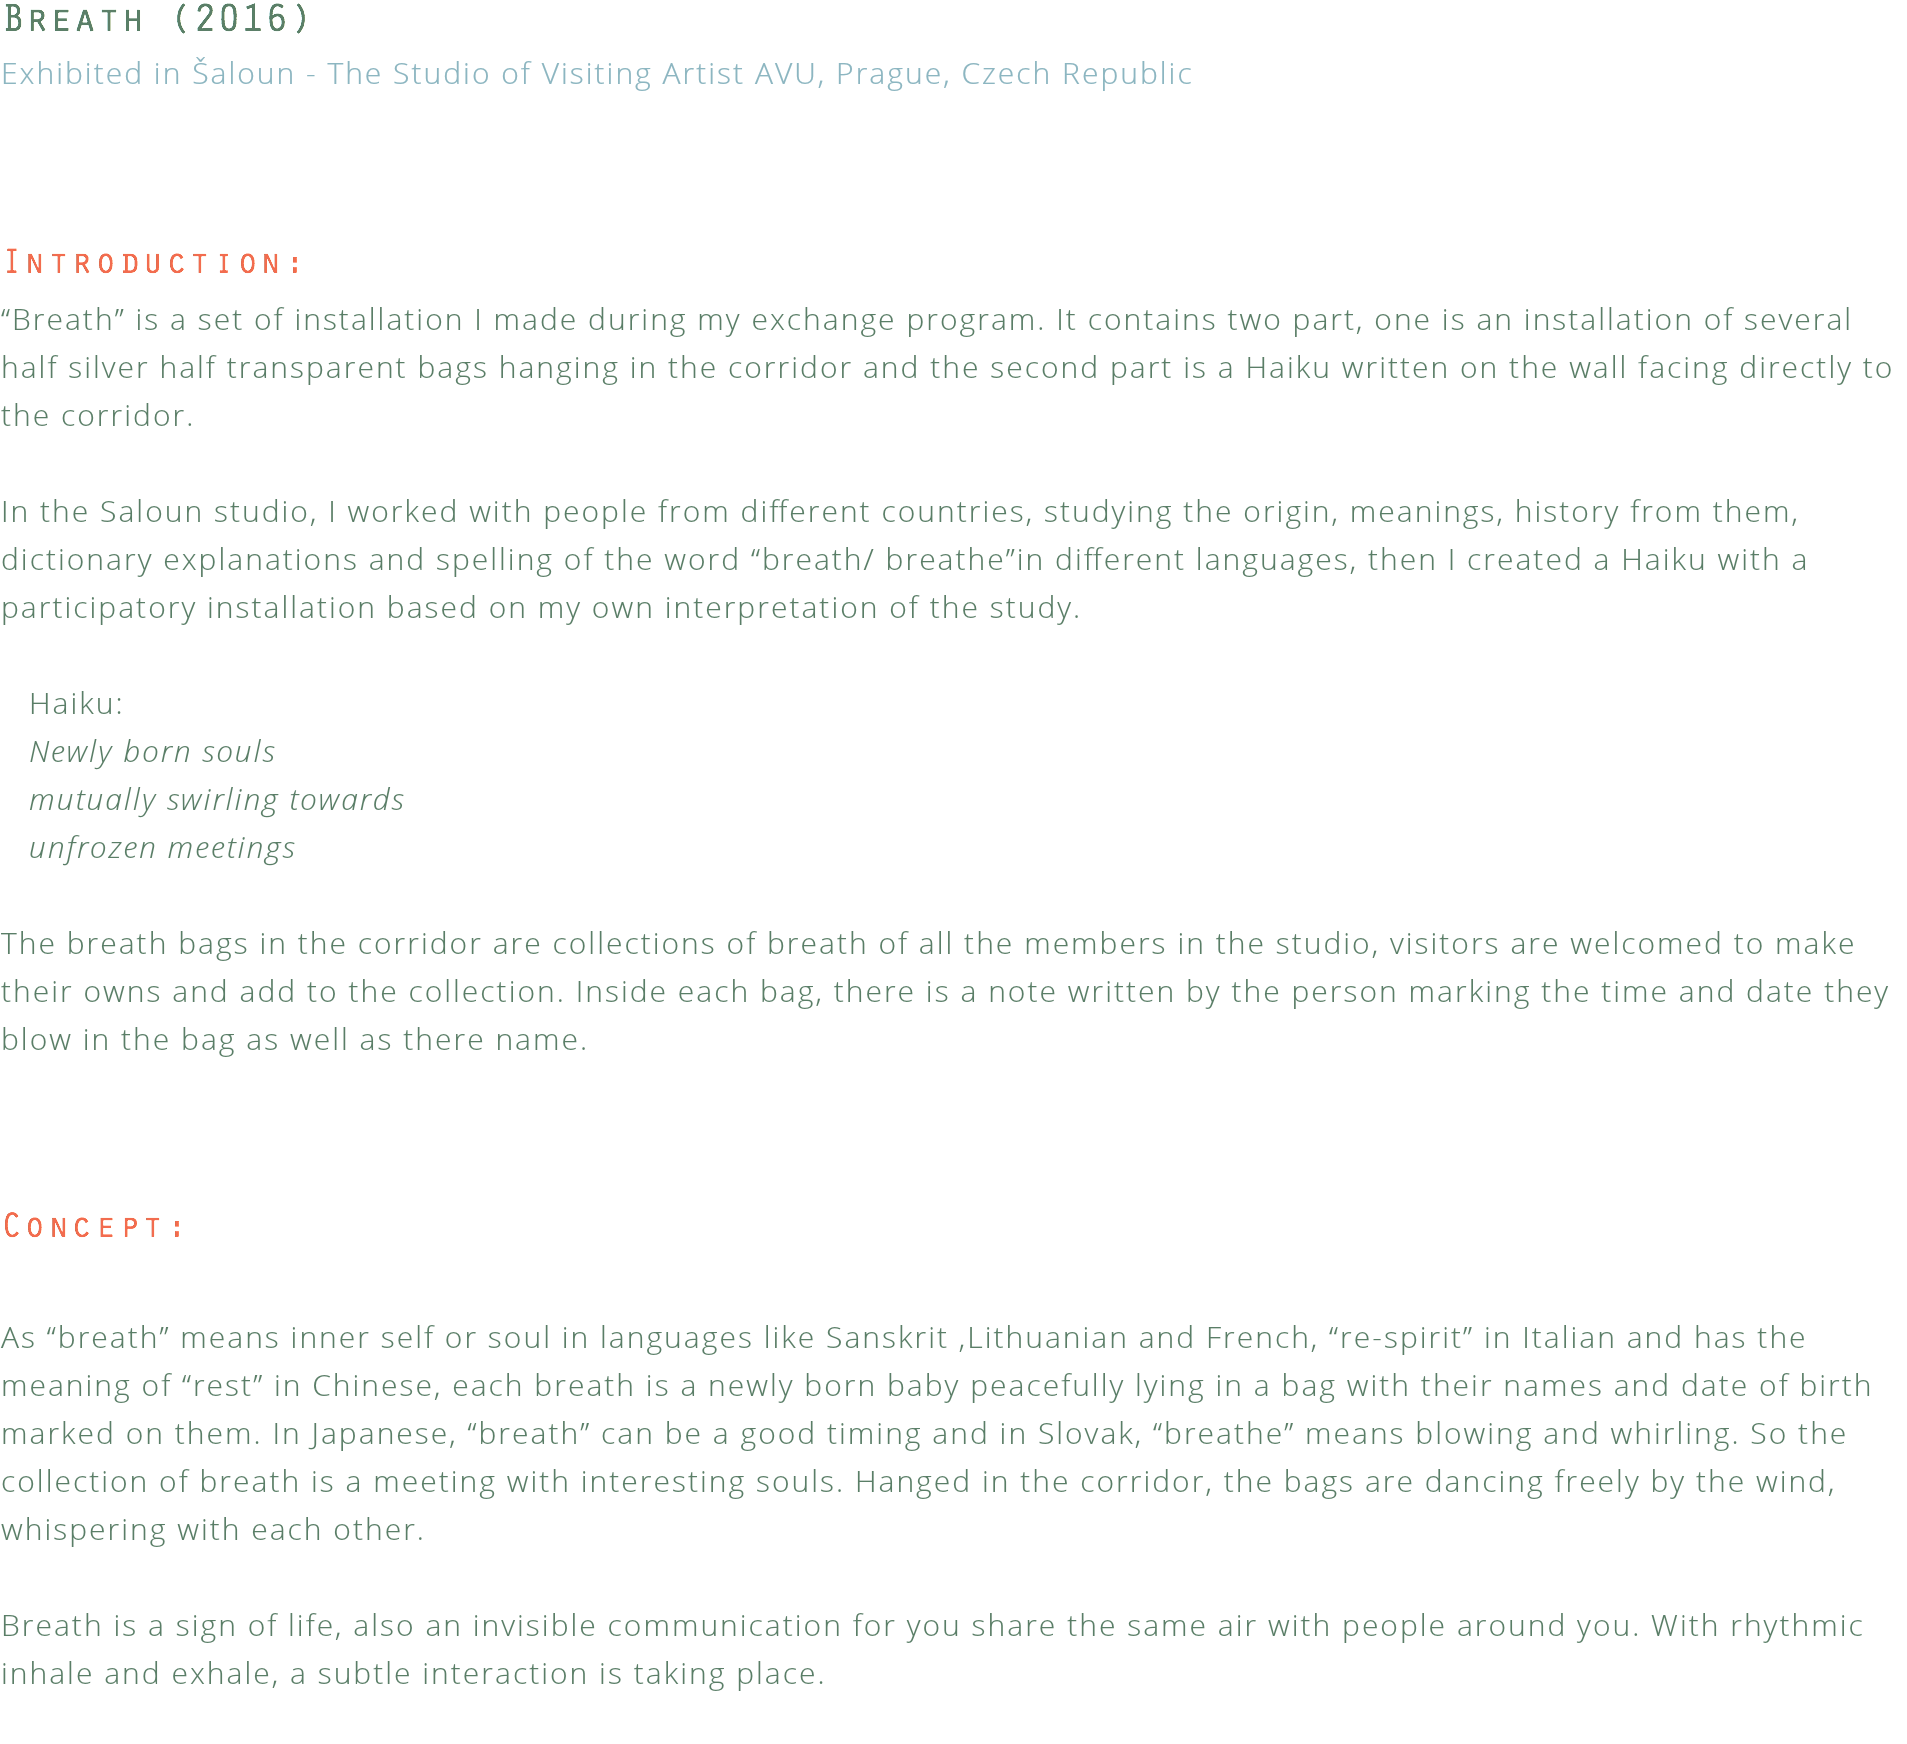 Breath (2016)
Exhibited in Šaloun - The Studio of Visiting Artist AVU, Prague, Czech Republic
Introduction:
“Breath” is a set of installation I made during my exchange program. It contains two part, one is an installation of several
half silver half transparent bags hanging in the corridor and the second part is a Haiku written on the wall facing directly to
the corridor.
In the Saloun studio, I worked with people from different countries, studying the origin, meanings, history from them,
dictionary explanations and spelling of the word “breath/ breathe”in different languages, then I created a Haiku with a
participatory installation based on my own interpretation of the study.
Haiku:
Newly born souls
mutually swirling towards
unfrozen meetings
The breath bags in the corridor are collections of breath of all the members in the studio, visitors are welcomed to make
their owns and add to the collection. Inside each bag, there is a note written by the person marking the time and date they
blow in the bag as well as there name.
Concept:
As “breath” means inner self or soul in languages like Sanskrit ,Lithuanian and French, “re-spirit” in Italian and has the
meaning of “rest” in Chinese, each breath is a newly born baby peacefully lying in a bag with their names and date of birth
marked on them. In Japanese, “breath” can be a good timing and in Slovak, “breathe” means blowing and whirling. So the
collection of breath is a meeting with interesting souls. Hanged in the corridor, the bags are dancing freely by the wind,
whispering with each other.
Breath is a sign of life, also an invisible communication for you share the same air with people around you. With rhythmic
inhale and exhale, a subtle interaction is taking place.